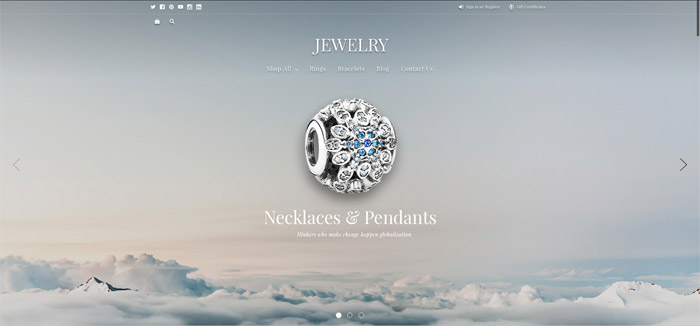 Sign in or Register
Gift Certificates
JEWELRY
Shop All Rings Bracelets Blog Contact Us
Necklaces & Pendants
Hinkers who make change happen globalization